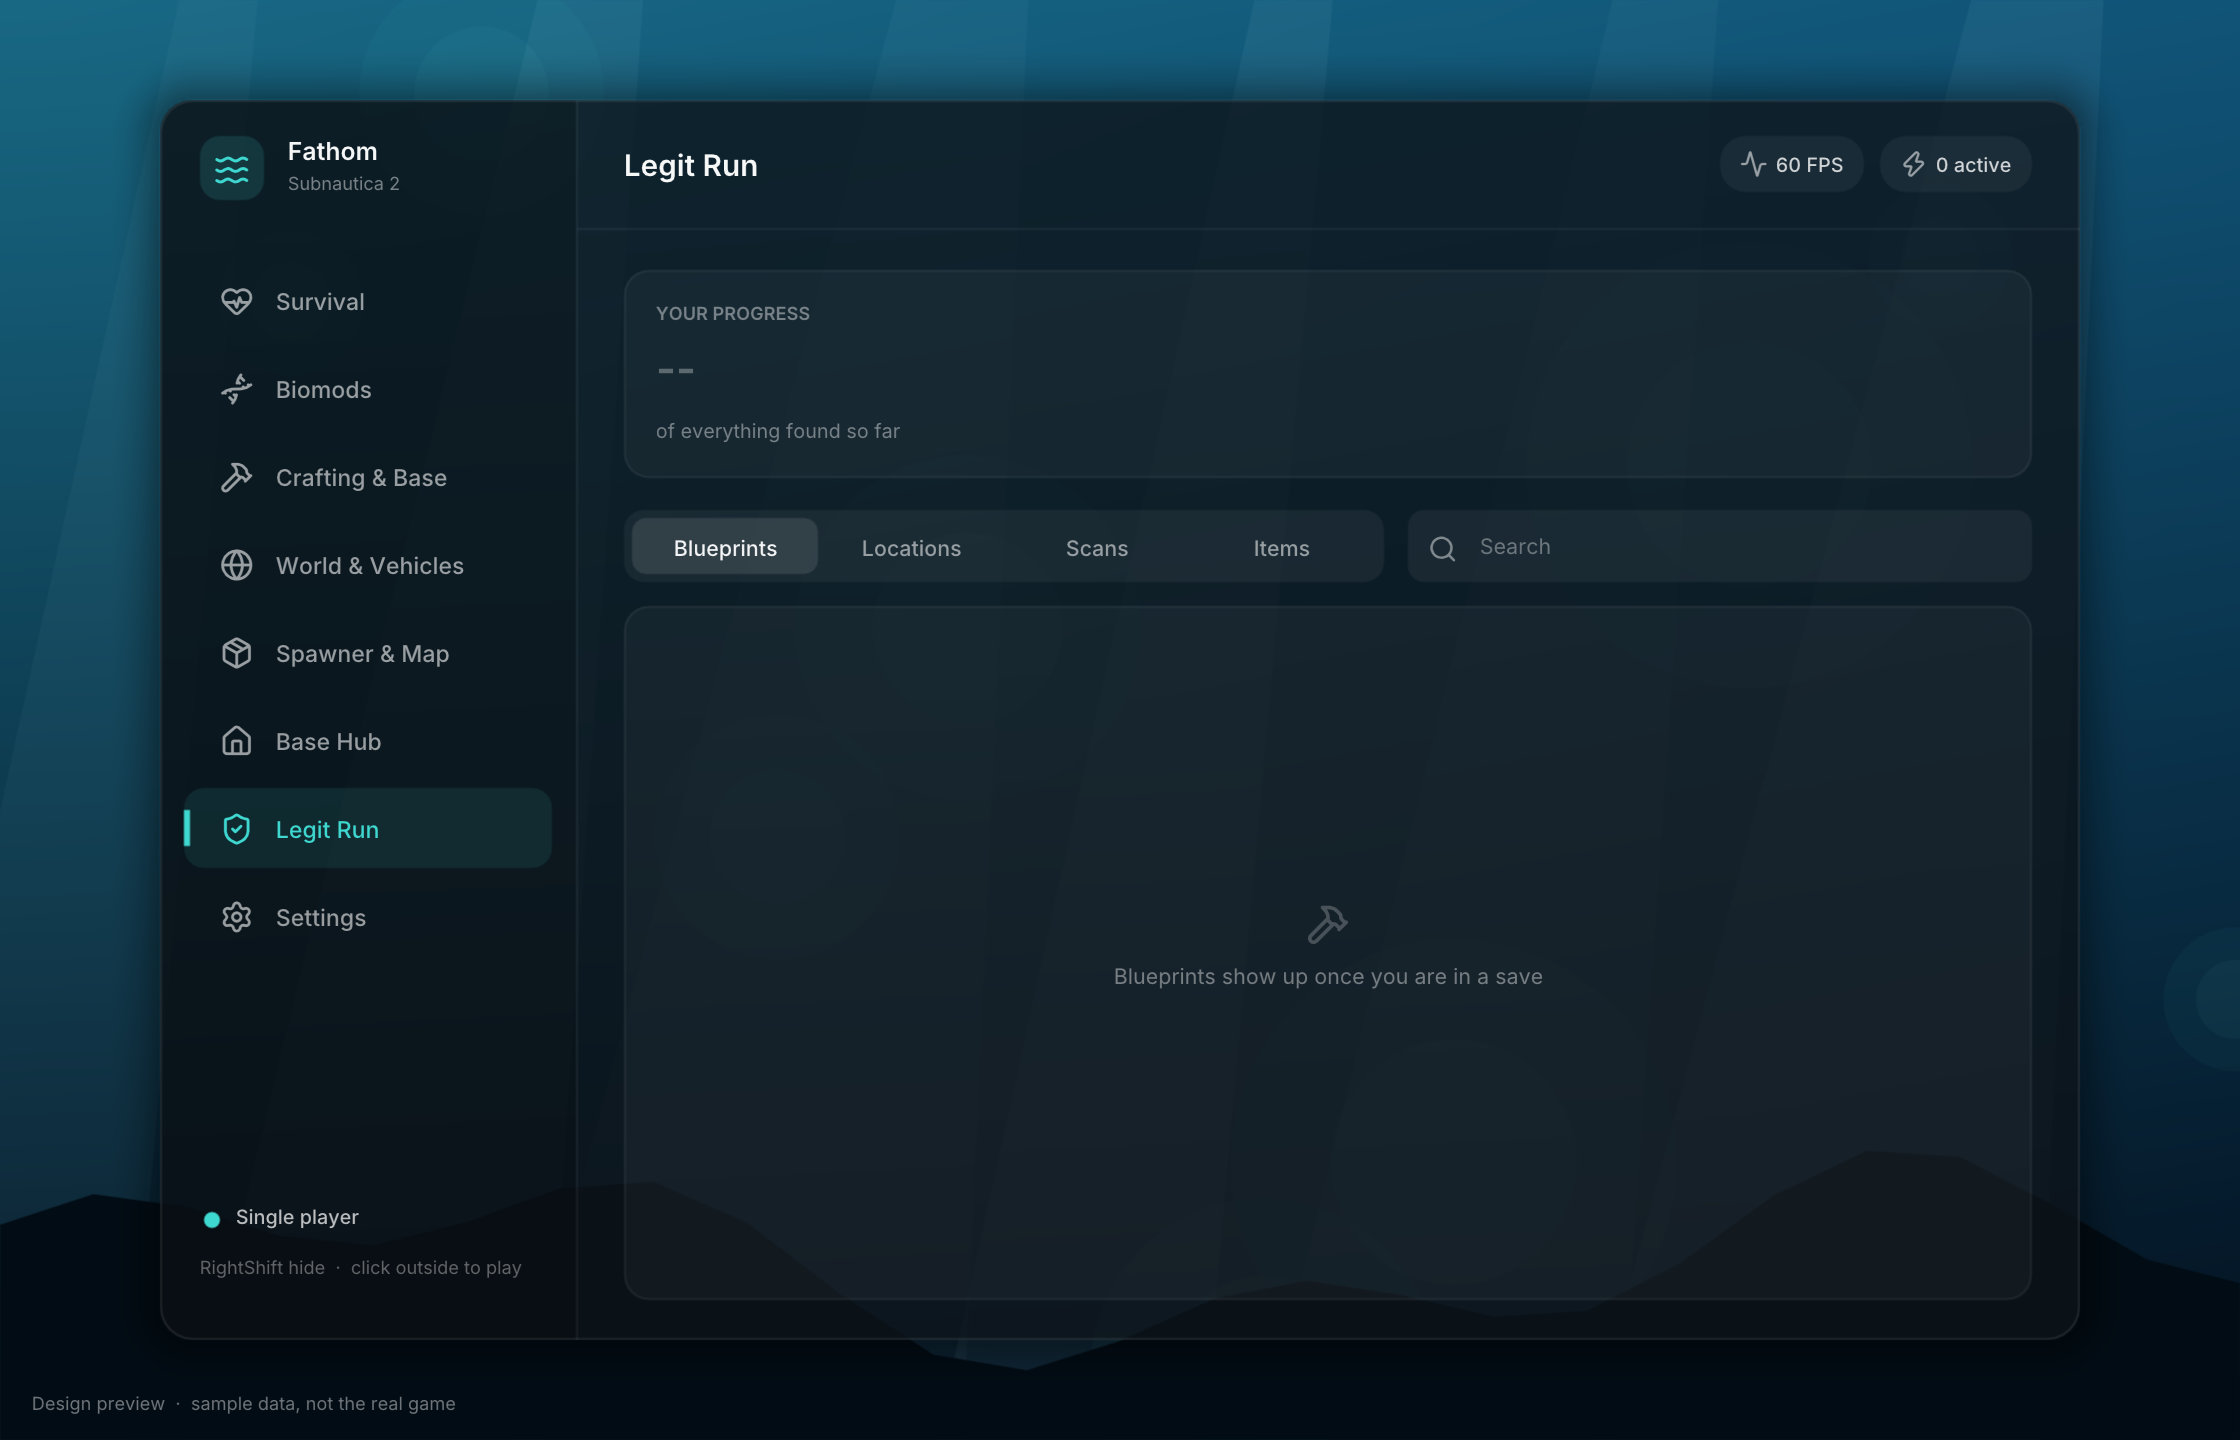 Fathom
Subnautica 2
Survival
Biomods
Crafting & Base
World & Vehicles
Spawner & Map
Base Hub
Legit Run
Settings
Single player
RightShift hide · click outside to play
Legit Run
60 FPS
0 active
YOUR PROGRESS
--
of everything found so far
Blueprints
Locations
Scans
Items
Search
Blueprints show up once you are in a save
Design preview · sample data, not the real game